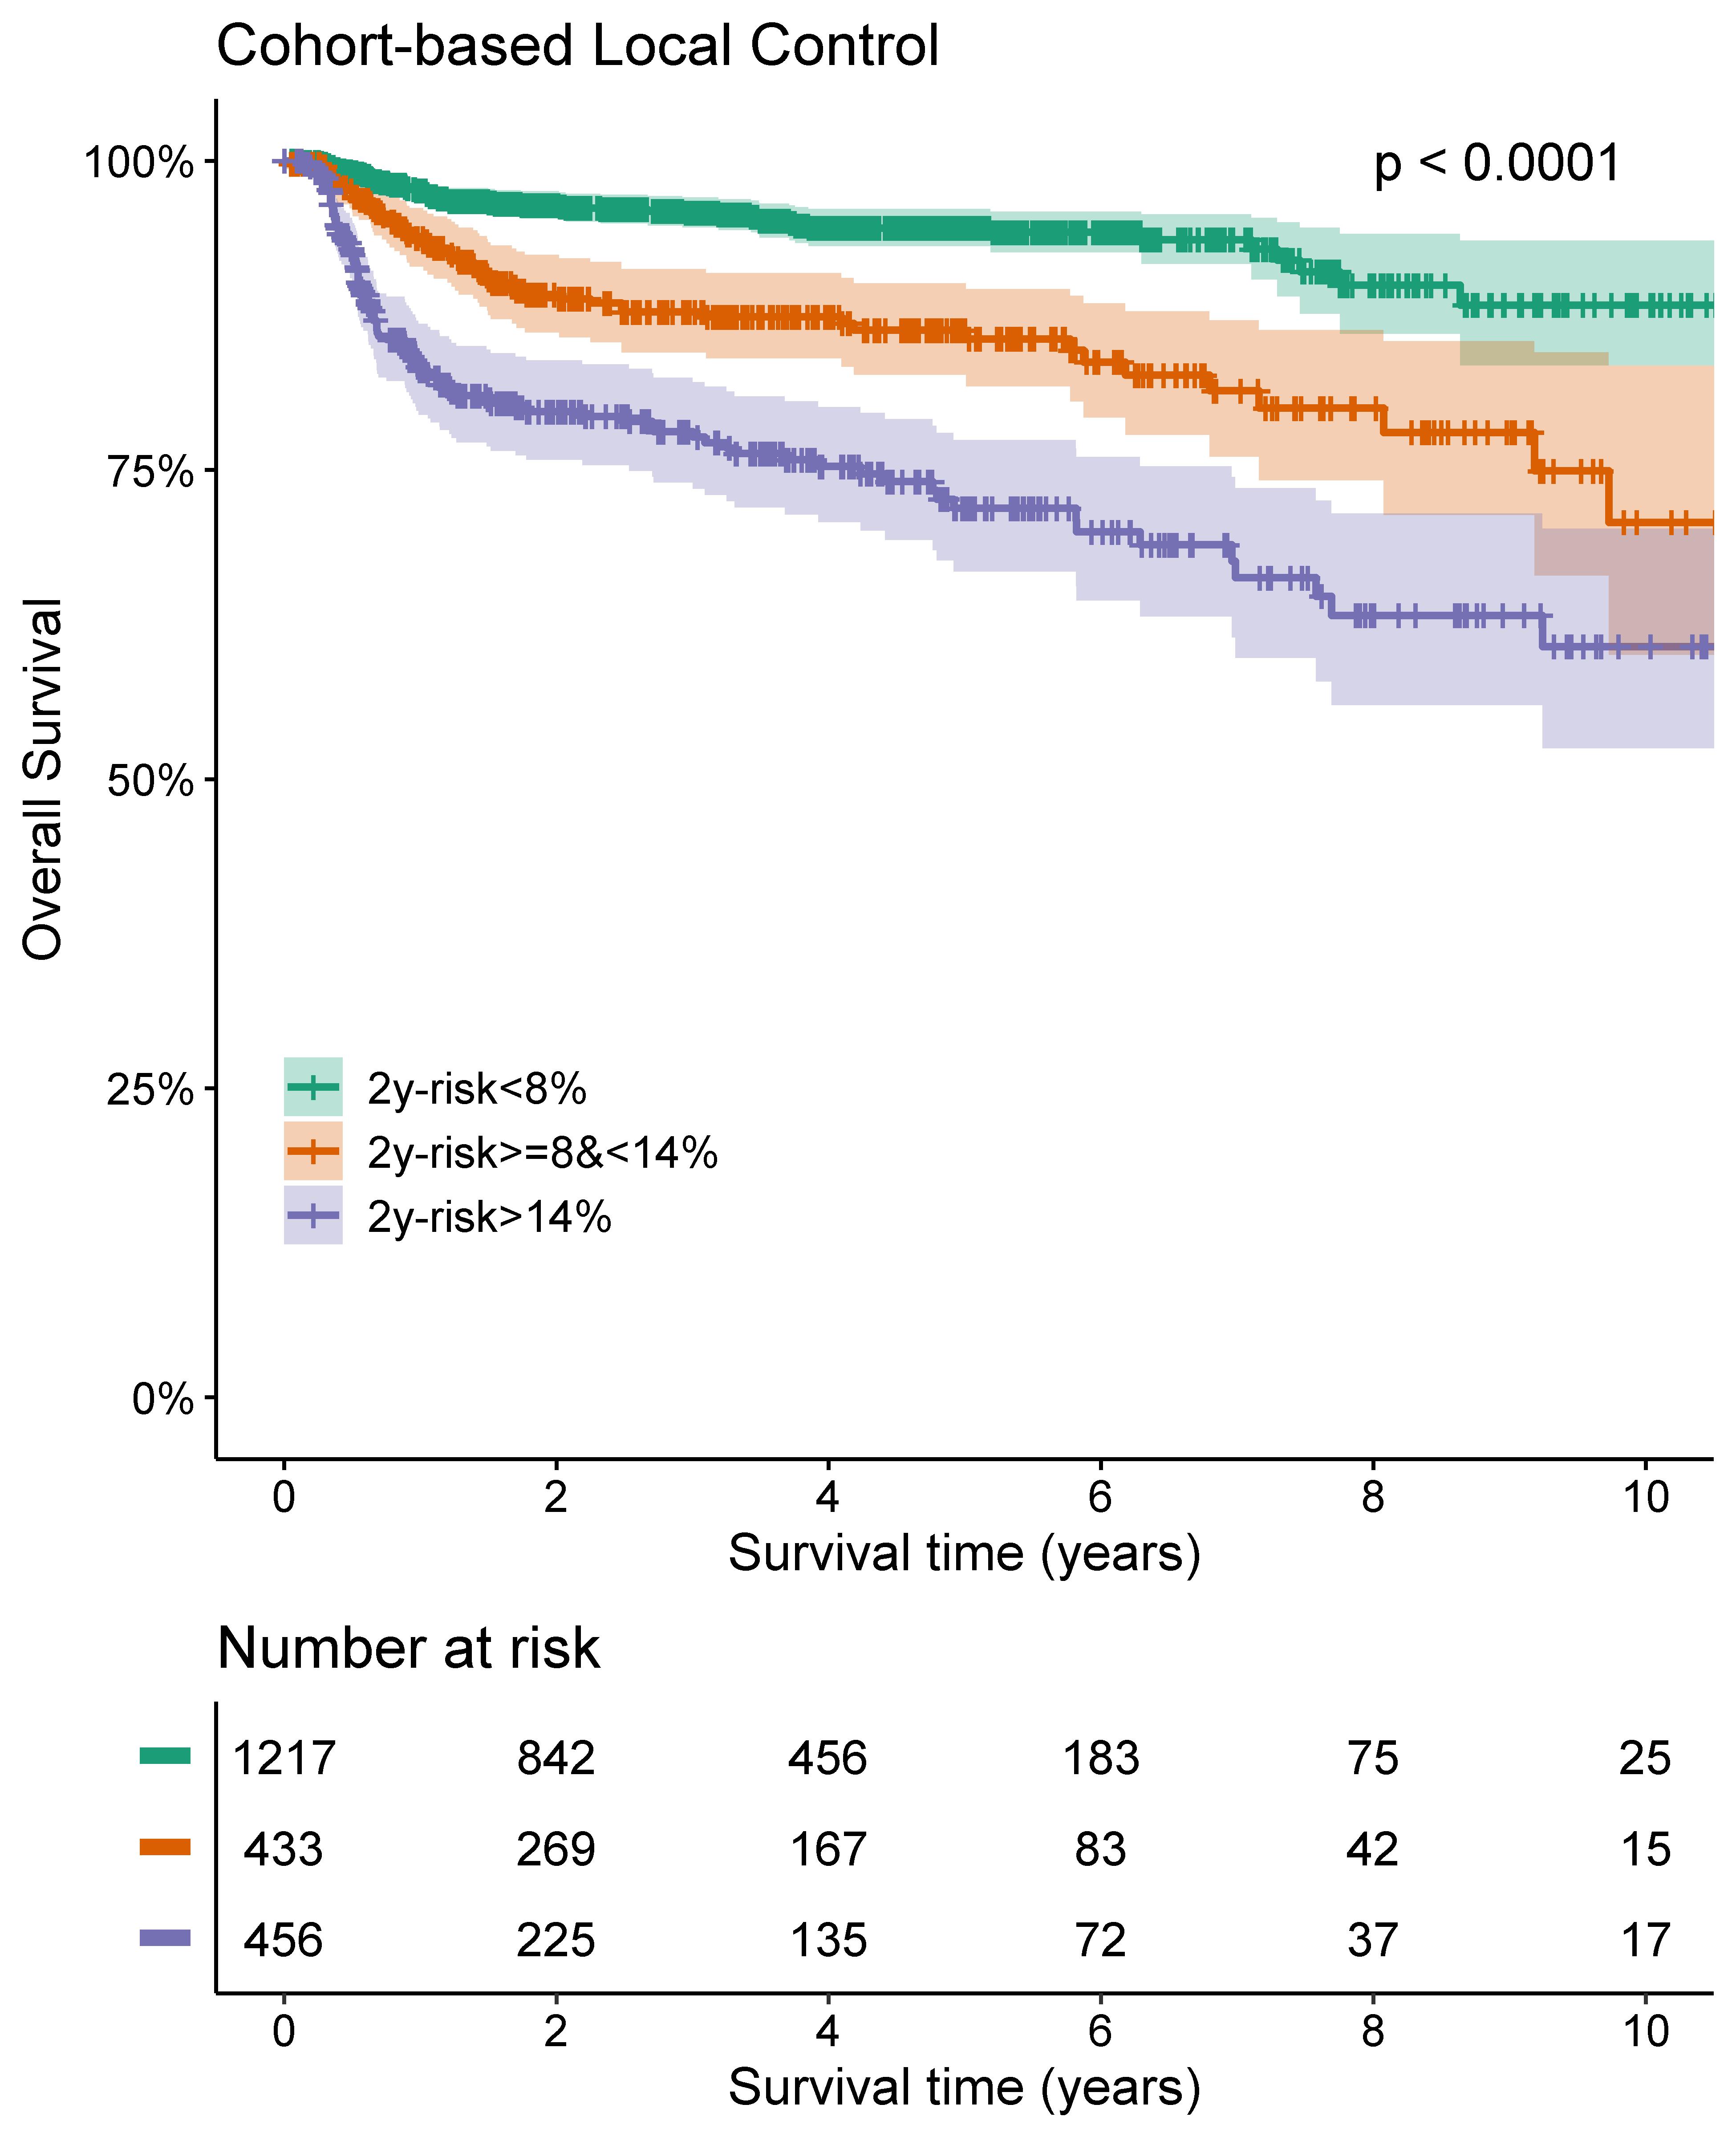 Cohort-based Local Control
p < 0.0001
100%
75%
50%
25%
0%
Overall Survival
2y-risk<8%
2y-risk>=8&<14%
2y-risk>14%
0 2 4 6 8 10
Survival time (years)
Number at risk
1217 842 456 183 75 25
433 269 167 83 42 15
456 225 135 72 37 17
0 2 4 6 8 10
Survival time (years)